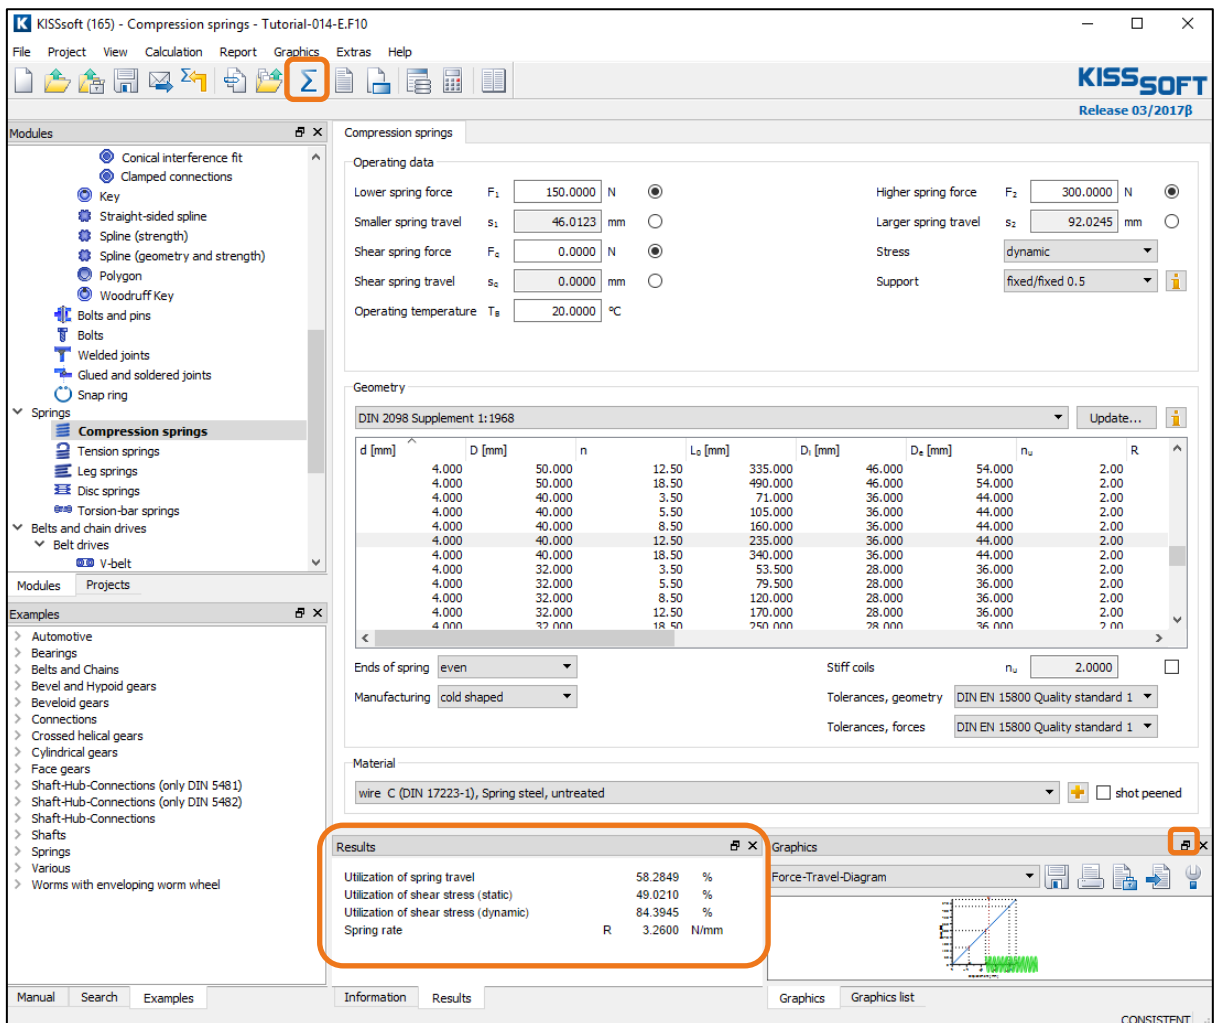 KISSsoft (165) - Compression springs - Tutorial-014-E.F10
File Project View Calculation Report Graphics Extras Help
KISSSOFT
Release 03/2017β
Modules
Conical interference fit
Clamped connections
Key
Straight-sided spline
Spline (strength)
Spline (geometry and strength)
Polygon
Woodruff Key
Bolts and pins
Bolts
Welded joints
Glued and soldered joints
Snap ring
Springs
Compression springs
Tension springs
Leg springs
Disc springs
Torsion-bar springs
Belts and chain drives
Belt drives
V-belt
Modules Projects
Examples
Automotive
Bearings
Belts and Chains
Bevel and Hypoid gears
Beveloid gears
Connections
Crossed helical gears
Cylindrical gears
Face gears
Shaft-Hub-Connections (only DIN 5481)
Shaft-Hub-Connections (only DIN 5482)
Shaft-Hub-Connections
Shafts
Springs
Various
Worms with enveloping worm wheel
Manual Search Examples
Compression springs
Operating data
Lower spring force F₁ 150.0000 N Higher spring force F₂ 300.0000 N
Smaller spring travel s₁ 46.0123 mm Larger spring travel s₂ 92.0245 mm
Shear spring force F_Q 0.0000 N Stress dynamic
Shear spring travel s_Q 0.0000 mm Support fixed/fixed 0.5
Operating temperature T_B 20.0000 °C
Geometry
DIN 2098 Supplement 1:1968 Update...
d [mm] D [mm] n L₀ [mm] Dᵢ [mm] Dₑ [mm] nᵤ R
4.000 50.000 12.50 335.000 46.000 54.000 2.00
4.000 50.000 18.50 490.000 46.000 54.000 2.00
4.000 40.000 3.50 71.000 36.000 44.000 2.00
4.000 40.000 5.50 105.000 36.000 44.000 2.00
4.000 40.000 8.50 160.000 36.000 44.000 2.00
4.000 40.000 12.50 235.000 36.000 44.000 2.00
4.000 40.000 18.50 340.000 36.000 44.000 2.00
4.000 32.000 3.50 53.500 28.000 36.000 2.00
4.000 32.000 5.50 79.500 28.000 36.000 2.00
4.000 32.000 8.50 120.000 28.000 36.000 2.00
4.000 32.000 12.50 170.000 28.000 36.000 2.00
4.000 32.000 18.50 250.000 28.000 36.000 2.00
Ends of spring even Stiff coils nᵤ 2.0000
Manufacturing cold shaped Tolerances, geometry DIN EN 15800 Quality standard 1
Tolerances, forces DIN EN 15800 Quality standard 1
Material
wire C (DIN 17223-1), Spring steel, untreated shot peened
Results
Utilization of spring travel 58.2849 %
Utilization of shear stress (static) 49.0210 %
Utilization of shear stress (dynamic) 84.3945 %
Spring rate R 3.2600 N/mm
Information Results
Graphics
Force-Travel-Diagram
Graphics Graphics list
CONSISTENT